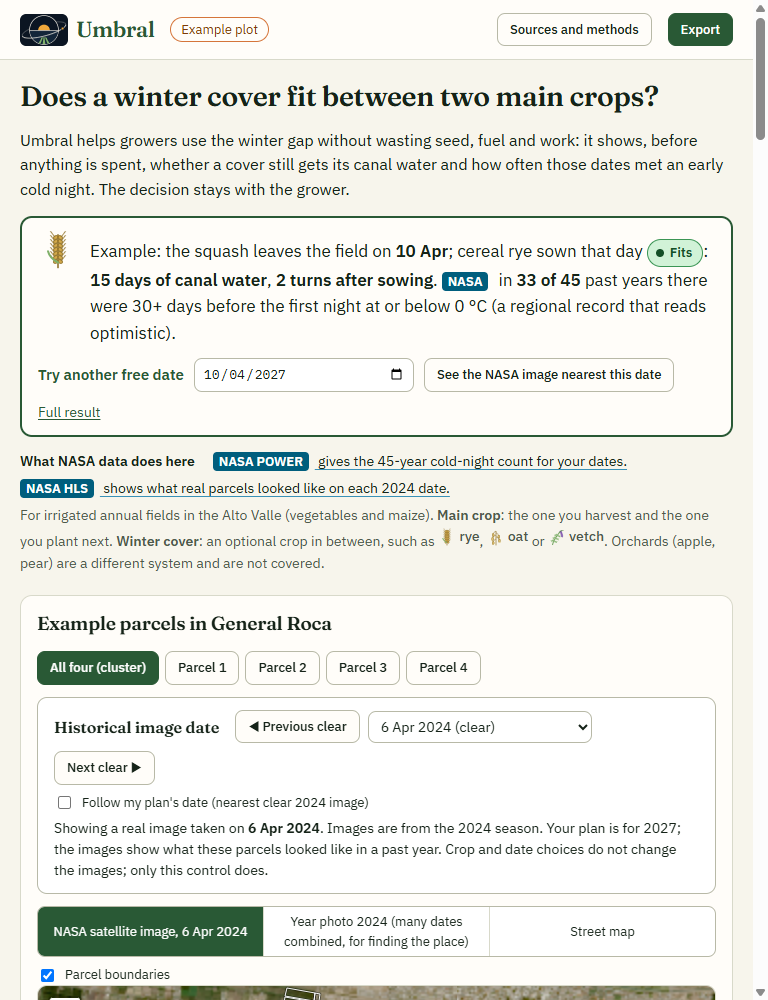 Umbral
Example plot
Sources and methods
Export
Does a winter cover fit between two main crops?
Umbral helps growers use the winter gap without wasting seed, fuel and work: it shows, before
anything is spent, whether a cover still gets its canal water and how often those dates met an early
cold night. The decision stays with the grower.
Example: the squash leaves the field on 10 Apr; cereal rye sown that day Fits:
15 days of canal water, 2 turns after sowing. NASA in 33 of 45 past years there
were 30+ days before the first night at or below 0 °C (a regional record that reads
optimistic).
Try another free date 10/04/2027 See the NASA image nearest this date
Full result
What NASA data does here NASA POWER gives the 45-year cold-night count for your dates.
NASA HLS shows what real parcels looked like on each 2024 date.
For irrigated annual fields in the Alto Valle (vegetables and maize). Main crop: the one you harvest and the one
you plant next. Winter cover: an optional crop in between, such as rye, oat or vetch. Orchards (apple,
pear) are a different system and are not covered.
Example parcels in General Roca
All four (cluster) Parcel 1 Parcel 2 Parcel 3 Parcel 4
Historical image date ◀ Previous clear 6 Apr 2024 (clear)
Next clear ▶
Follow my plan's date (nearest clear 2024 image)
Showing a real image taken on 6 Apr 2024. Images are from the 2024 season. Your plan is for 2027;
the images show what these parcels looked like in a past year. Crop and date choices do not change
the images; only this control does.
NASA satellite image, 6 Apr 2024
Year photo 2024 (many dates
combined, for finding the place)
Street map
Parcel boundaries